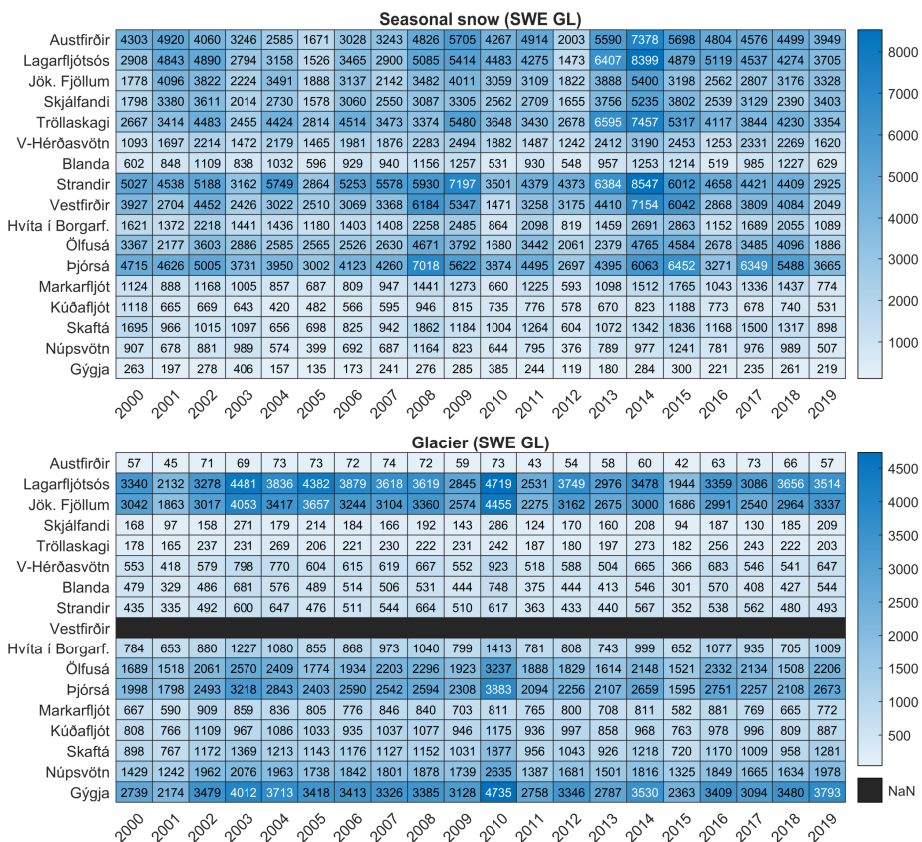 Seasonal snow (SWE GL)
Austfirðir 4303 4920 4060 3246 2585 1671 3028 3243 4826 5705 4267 4914 2003 5590 7378 5698 4804 4576 4499 3949
Lagarfljótsós 2908 4843 4890 2794 3158 1526 3465 2900 5085 5414 4483 4275 1473 6407 8399 4879 5119 4537 4274 3705
Jök. Fjöllum 1778 4096 3822 2224 3491 1888 3137 2142 3482 4011 3059 3109 1822 3888 5400 3198 2562 2807 3176 3328
Skjálfandi 1798 3380 3611 2014 2730 1578 3060 2550 3087 3305 2562 2709 1655 3756 5235 3802 2539 3129 2390 3403
Tröllaskagi 2667 3414 4483 2455 4424 2814 4514 3473 3374 5480 3648 3430 2678 6595 7457 5317 4117 3844 4230 3354
V-Hérðasvötn 1093 1697 2214 1472 2179 1465 1981 1876 2283 2494 1882 1487 1242 2412 3190 2453 1253 2331 2269 1620
Blanda 602 848 1109 838 1032 596 929 940 1156 1257 531 930 548 957 1253 1214 519 985 1227 629
Strandir 5027 4538 5188 3162 5749 2864 5253 5578 5930 7197 3501 4379 4373 6384 8547 6012 4658 4421 4409 2925
Vestfirðir 3927 2704 4452 2426 3022 2510 3069 3368 6184 5347 1471 3258 3175 4410 7154 6042 2868 3809 4084 2049
Hvíta í Borgarf. 1621 1372 2218 1441 1436 1180 1403 1408 2258 2485 664 2098 819 1459 2691 2863 1152 1689 2055 1089
Ölfusá 3367 2177 3603 2886 2585 2565 2526 2630 4671 3792 1680 3442 2061 2379 4765 4584 2678 3485 4096 1886
Þjórsá 4715 4626 5005 3731 3950 3002 4123 4260 7018 5622 3874 4495 2697 4395 6063 6452 3271 6349 5488 3665
Markarfljót 1124 888 1168 1005 857 687 809 947 1441 1273 660 1225 593 1098 1512 1765 1043 1336 1437 774
Kúðafljót 1118 665 669 643 420 482 566 595 946 815 735 776 578 670 823 1188 773 678 740 531
Skaftá 1695 966 1015 1097 656 698 825 942 1862 1184 1004 1264 604 1072 1342 1836 1168 1500 1317 898
Núpsvötn 907 678 881 989 574 399 692 687 1164 823 644 795 376 789 977 1241 781 976 989 507
Gýgja 263 197 278 406 157 135 173 241 276 285 385 244 119 180 284 300 221 235 261 219
2000 2001 2002 2003 2004 2005 2006 2007 2008 2009 2010 2011 2012 2013 2014 2015 2016 2017 2018 2019
8000
7000
6000
5000
4000
3000
2000
1000
Glacier (SWE GL)
Austfirðir 57 45 71 69 73 73 72 74 72 59 73 43 54 58 60 42 63 73 66 57
Lagarfljótsós 3340 2132 3278 4481 3836 4382 3879 3618 3619 2845 4719 2531 3749 2976 3478 1944 3359 3086 3656 3514
Jök. Fjöllum 3042 1863 3017 4053 3417 3657 3244 3104 3360 2574 4455 2213 3162 2675 3000 1686 2991 2540 2964 3337
Skjálfandi 168 97 158 271 179 214 184 166 192 143 286 124 170 160 208 94 187 130 185 209
Tröllaskagi 178 165 237 231 269 206 221 230 222 231 242 187 180 197 273 182 256 243 222 203
V-Hérðasvötn 553 418 579 798 770 604 615 619 667 552 923 518 588 504 665 366 683 546 541 647
Blanda 479 329 486 681 576 489 514 506 531 444 748 375 444 413 546 301 570 408 427 544
Strandir 435 335 492 600 647 476 511 544 664 510 617 363 433 440 567 352 538 562 480 493
Vestfirðir
Hvíta í Borgarf. 784 653 880 1227 1080 855 868 973 1040 799 1413 781 808 743 999 652 1077 935 705 1009
Ölfusá 1689 1518 2061 2570 2409 1774 1934 2203 2296 1923 3237 1888 1829 1614 2148 1521 2332 2134 1508 2206
Þjórsá 1998 1798 2493 3218 2843 2403 2590 2542 2594 2308 3383 2094 2256 2107 2659 1595 2751 2257 2108 2673
Markarfljót 667 590 909 859 836 805 776 846 840 703 811 765 800 708 811 582 881 769 665 772
Kúðafljót 808 766 1109 967 1086 1033 935 1037 1077 946 1175 936 997 858 968 763 978 996 809 887
Skaftá 898 767 1172 1369 1213 1143 1176 1127 1152 1031 1877 956 1043 926 1218 720 1170 1009 958 1281
Núpsvötn 1429 1242 1962 2076 1963 1738 1842 1801 1878 1739 2535 1387 1681 1501 1816 1325 1849 1665 1634 1978
Gýgja 2739 2174 3479 4012 3713 3418 3413 3326 3385 3128 4735 2758 3346 2787 3530 2363 3409 3094 3480 3793
2000 2001 2002 2003 2004 2005 2006 2007 2008 2009 2010 2011 2012 2013 2014 2015 2016 2017 2018 2019
4500
4000
3500
3000
2500
2000
1500
1000
500
NaN